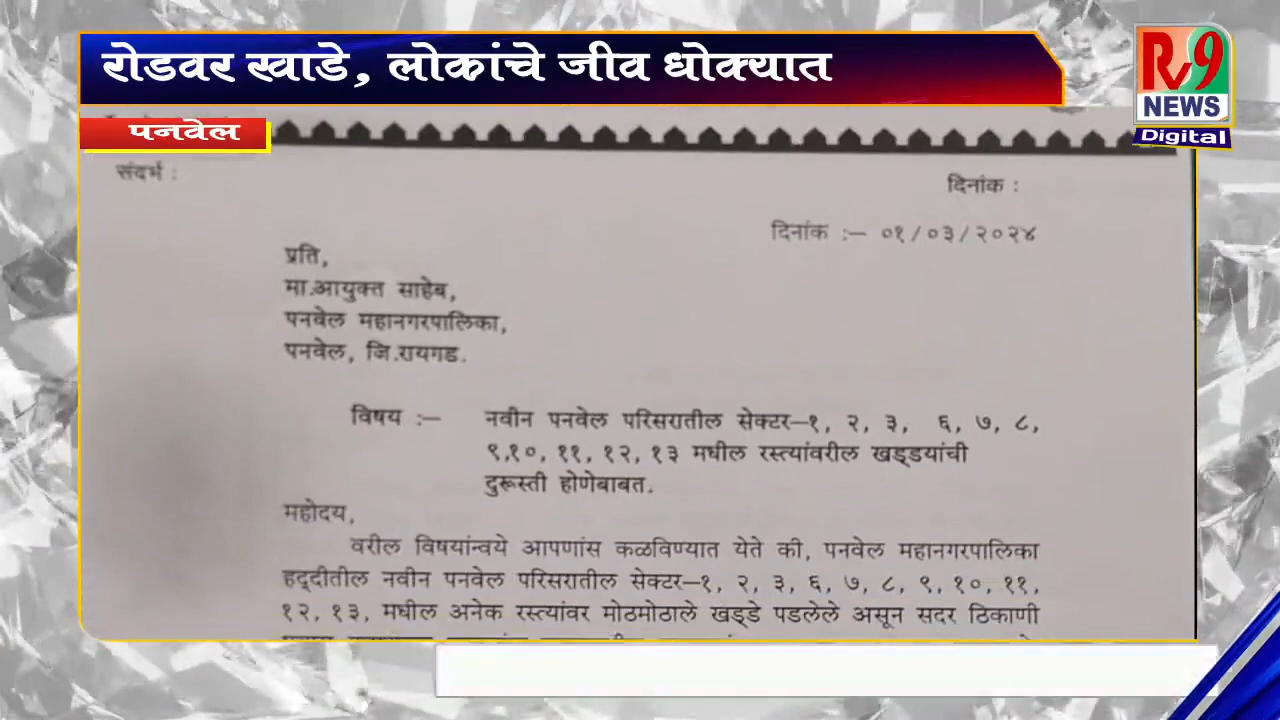 रोडवर खाडे, लोकांचे जीव धोक्यात
R9
NEWS
Digital
पनवेल
संदर्भ :
दिनांक :
दिनांक :– ०१/०३/२०२४
प्रति,
मा.आयुक्त साहेब,
पनवेल महानगरपालिका,
पनवेल, जि.रायगड.
विषय :– नवीन पनवेल परिसरातील सेक्टर–१, २, ३, ६, ७, ८,
९,१०, ११, १२, १३ मधील रस्त्यांवरील खड्डयांची
दुरूस्ती होणेबाबत.
महोदय,
वरील विषयांन्वये आपणांस कळविण्यात येते की, पनवेल महानगरपालिका
हद्दीतील नवीन पनवेल परिसरातील सेक्टर–१, २, ३, ६, ७, ८, ९, १०, ११,
१२, १३, मधील अनेक रस्त्यांवर मोठमोठाले खड्डे पडलेले असून सदर ठिकाणी